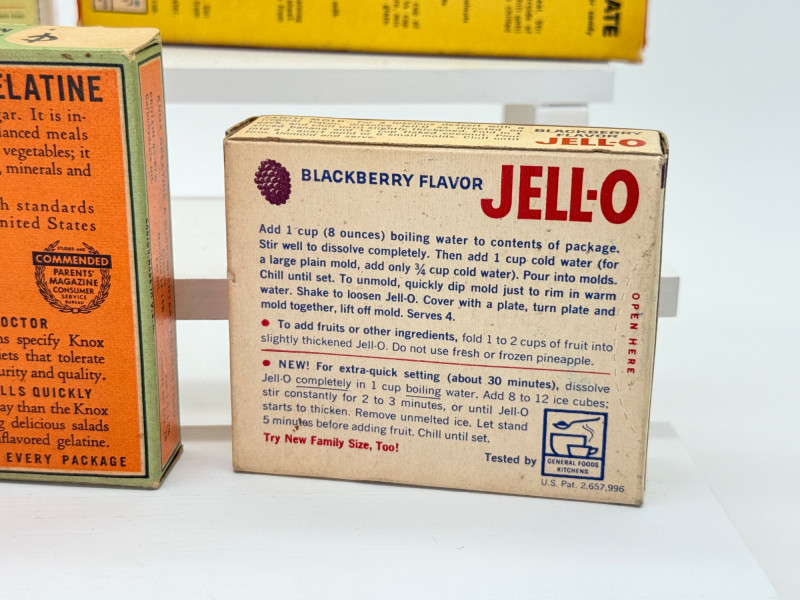 ATE
ELATINE
gar. It is in-
lanced meals
vegetables; it
, minerals and
h standards
nited States
STUDIED AND
COMMENDED
PARENTS'
MAGAZINE
CONSUMER
SERVICE
BUREAU
OCTOR
ns specify Knox
iets that tolerate
urity and quality.
LLS QUICKLY
ay than the Knox
g delicious salads
flavored gelatine.
EVERY PACKAGE
BLACKBERRY
FLAVOR
JELL-O
BLACKBERRY FLAVOR JELL-O
Add 1 cup (8 ounces) boiling water to contents of package.
Stir well to dissolve completely. Then add 1 cup cold water (for
a large plain mold, add only ¾ cup cold water). Pour into molds.
Chill until set. To unmold, quickly dip mold just to rim in warm
water. Shake to loosen Jell-O. Cover with a plate, turn plate and
mold together, lift off mold. Serves 4.
• To add fruits or other ingredients, fold 1 to 2 cups of fruit into
slightly thickened Jell-O. Do not use fresh or frozen pineapple.
• NEW! For extra-quick setting (about 30 minutes), dissolve
Jell-O completely in 1 cup boiling water. Add 8 to 12 ice cubes;
stir constantly for 2 to 3 minutes, or until Jell-O
starts to thicken. Remove unmelted ice. Let stand
5 minutes before adding fruit. Chill until set.
Try New Family Size, Too!
Tested by
GENERAL FOODS
KITCHENS
U.S. Pat. 2,657,996
OPEN HERE